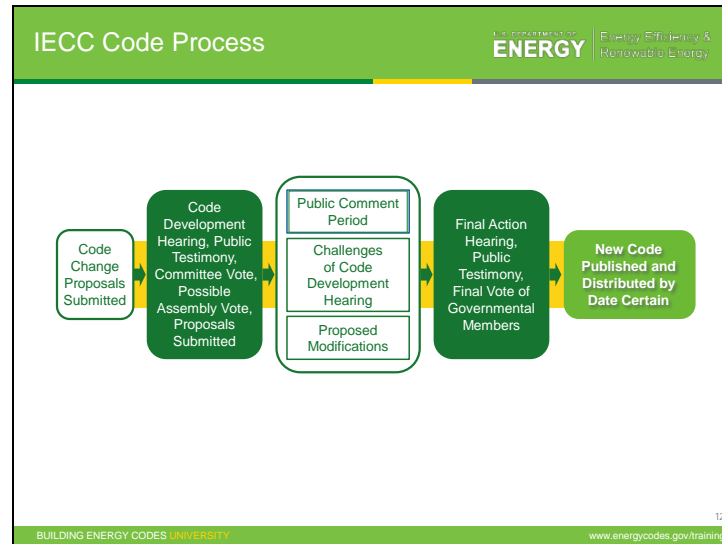 IECC Code Process
U.S. DEPARTMENT OF
ENERGY
Energy Efficiency &
Renewable Energy
Code
Change
Proposals
Submitted
Code
Development
Hearing, Public
Testimony,
Committee Vote,
Possible
Assembly Vote,
Proposals
Submitted
Public Comment
Period
Challenges
of Code
Development
Hearing
Proposed
Modifications
Final Action
Hearing,
Public
Testimony,
Final Vote of
Governmental
Members
New Code
Published and
Distributed by
Date Certain
12
BUILDING ENERGY CODES UNIVERSITY
www.energycodes.gov/training